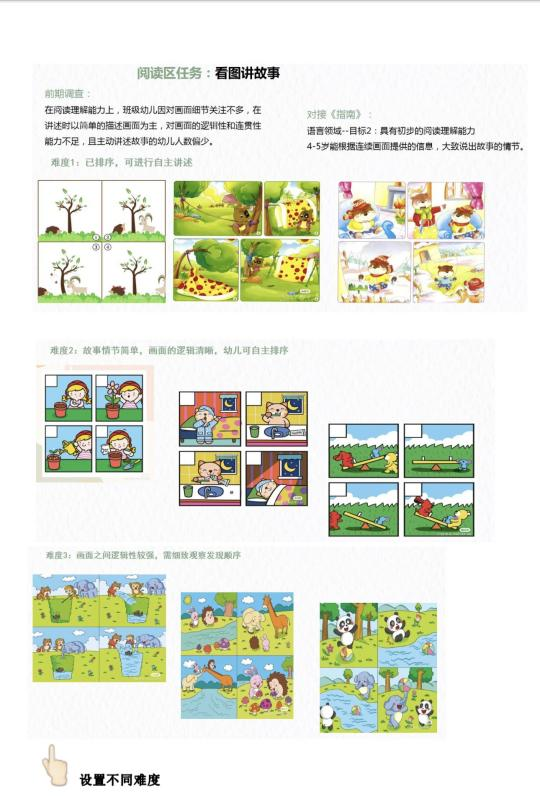 阅读区任务：看图讲故事
前期调查：
在阅读理解能力上，班级幼儿因对画面细节关注不多，在
讲述时以简单的描述画面为主，对画面的逻辑性和连贯性
能力不足，且主动讲述故事的幼儿人数偏少。
对接《指南》：
语言领域--目标2：具有初步的阅读理解能力
4-5岁能根据连续画面提供的信息，大致说出故事的情节。
难度1：已排序，可进行自主讲述
① ②
③ ④
难度2：故事情节简单，画面的逻辑清晰，幼儿可自主排序
难度3：画面之间逻辑性较强，需细致观察发现顺序
设置不同难度